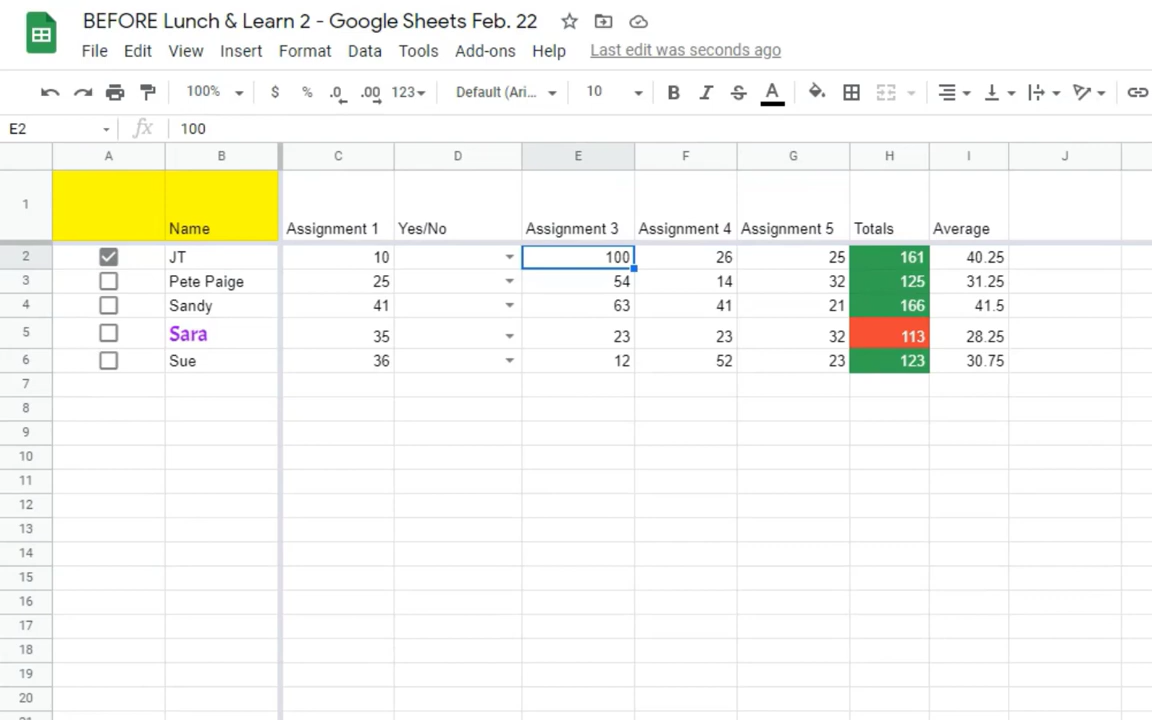 BEFORE Lunch & Learn 2 - Google Sheets Feb. 22
File Edit View Insert Format Data Tools Add-ons Help Last edit was seconds ago
100% $ % .0 .00 123 Default (Ari... 10 B I S A
E2 fx 100
A B C D E F G H I J
1 Name Assignment 1 Yes/No Assignment 3 Assignment 4 Assignment 5 Totals Average
2 JT 10 100 26 25 161 40.25
3 Pete Paige 25 54 14 32 125 31.25
4 Sandy 41 63 41 21 166 41.5
5 Sara 35 23 23 32 113 28.25
6 Sue 36 12 52 23 123 30.75
7
8
9
10
11
12
13
14
15
16
17
18
19
20